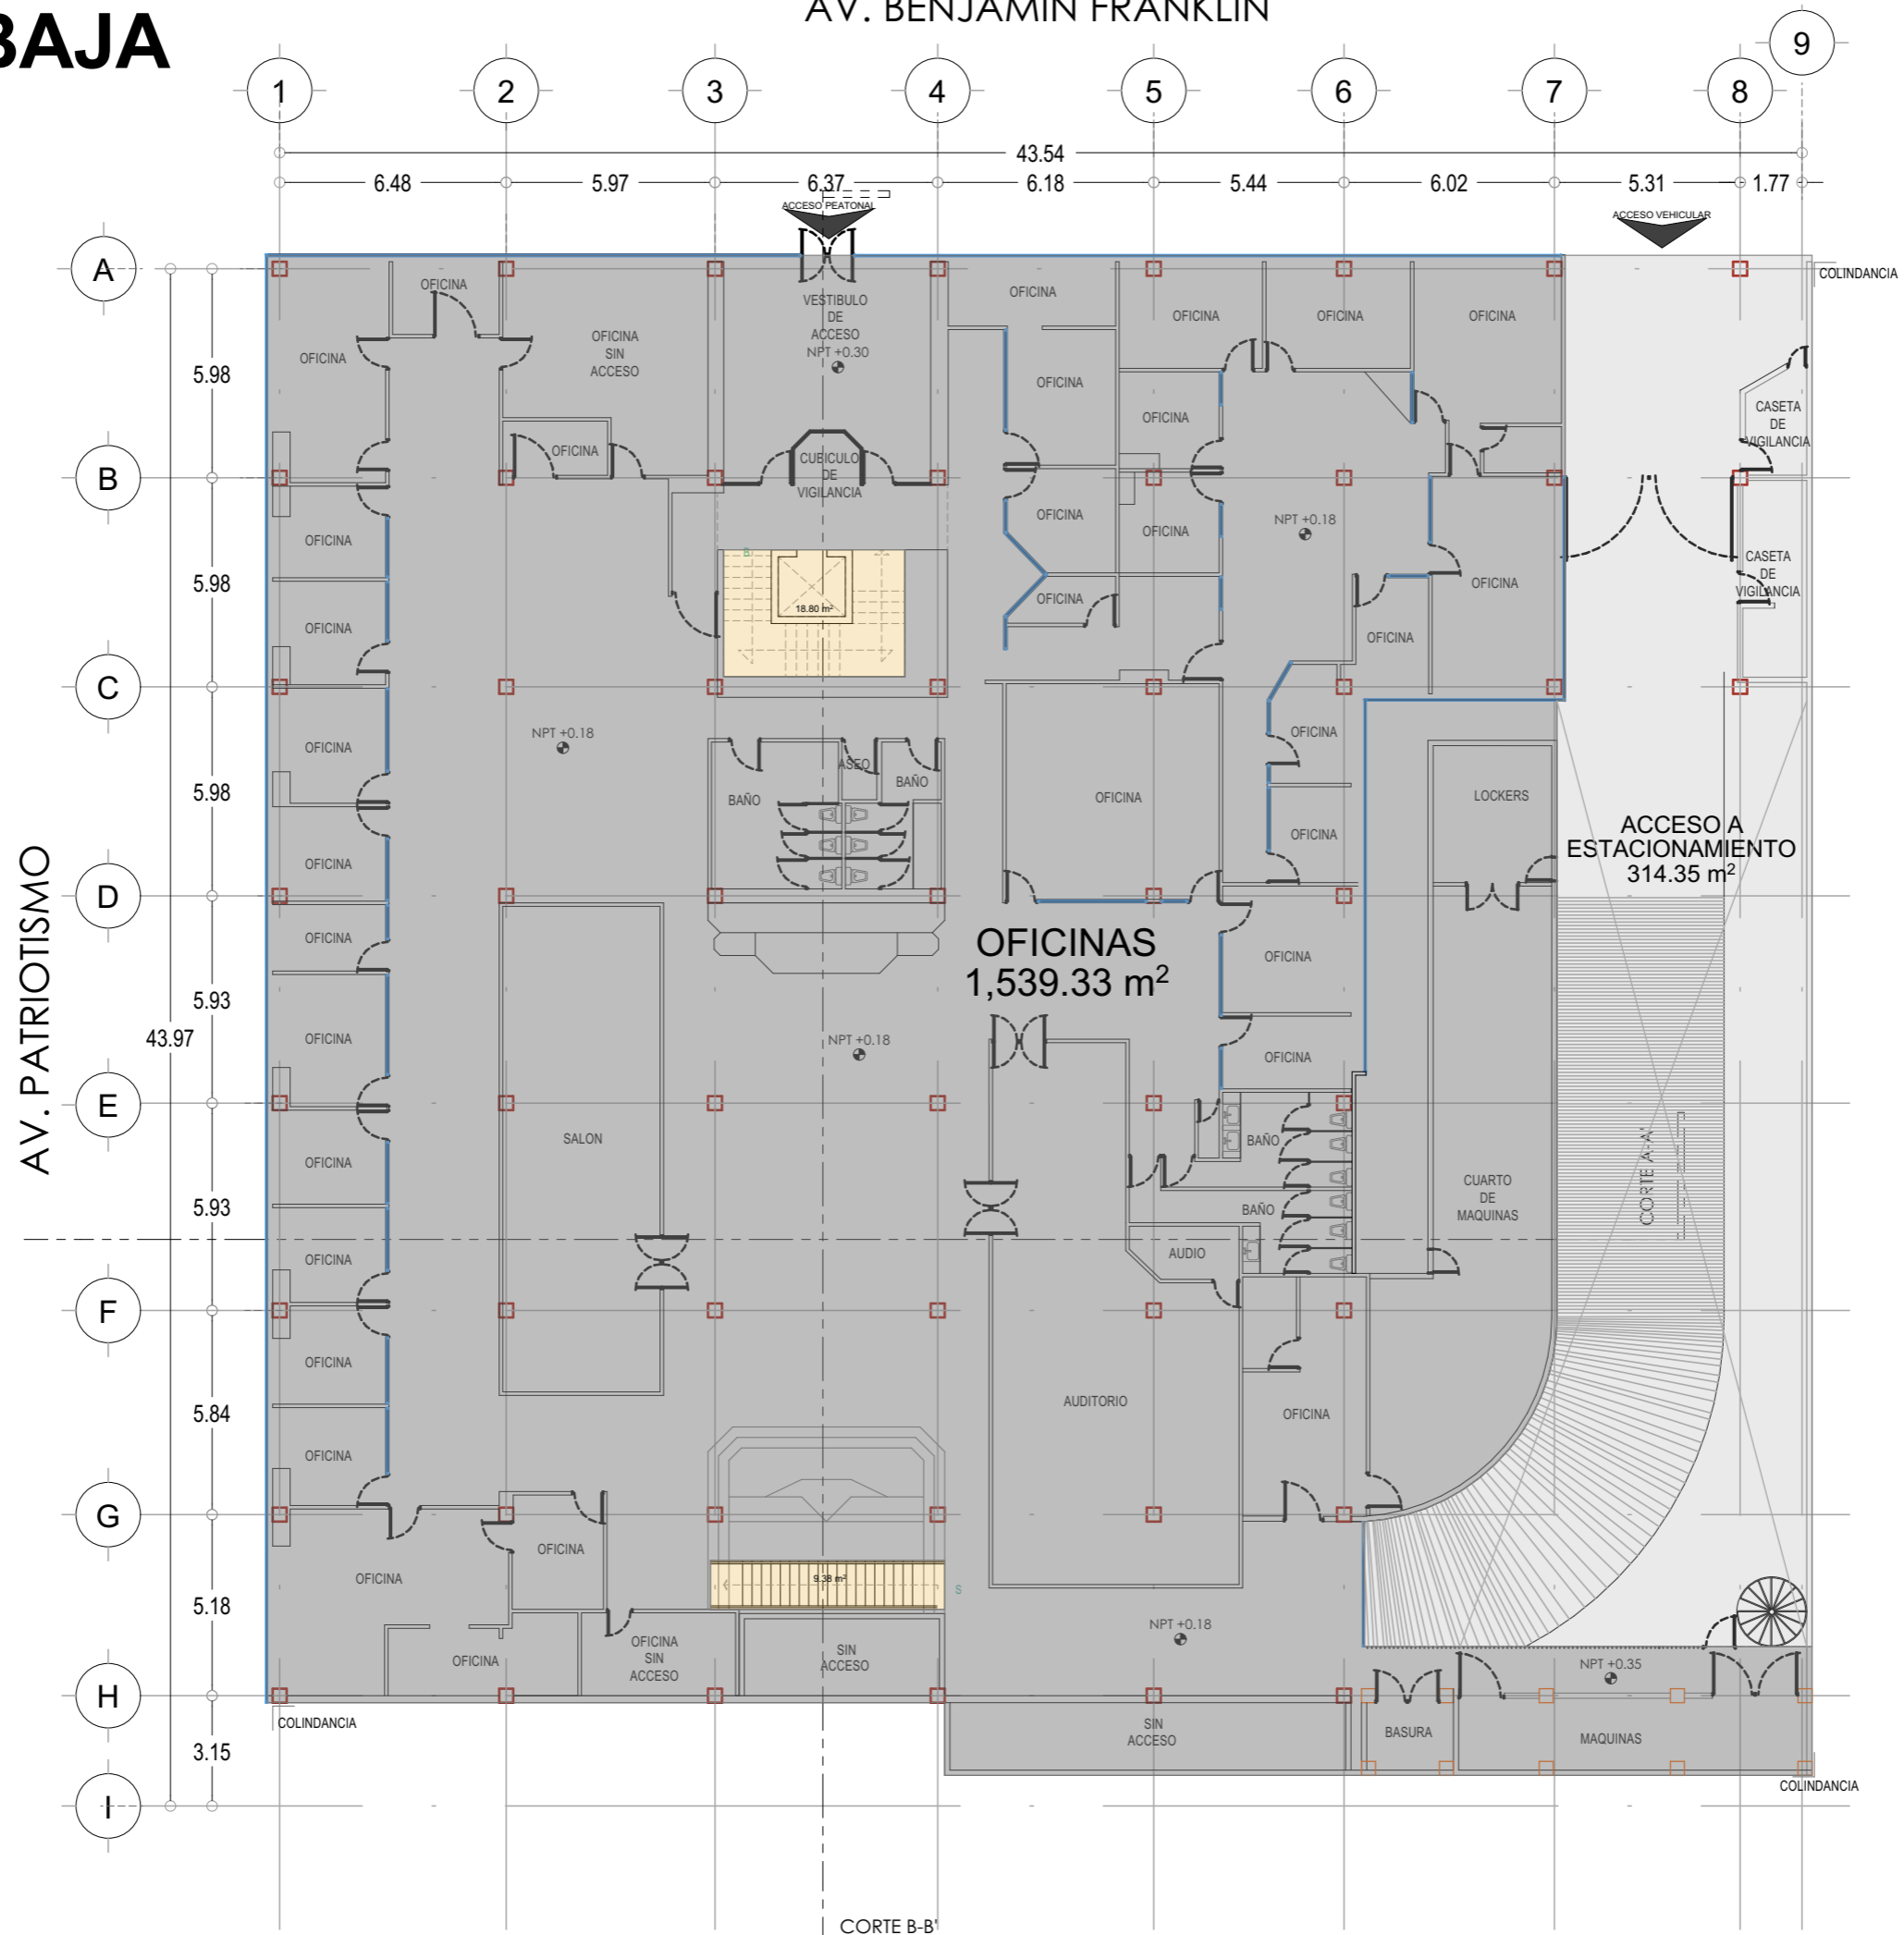 AV. BENJAMIN FRANKLIN
BAJA
1
2
3
4
5
6
7
8
9
43.54
6.48
5.97
6.37
6.18
5.44
6.02
5.31
1.77
ACCESO PEATONAL
ACCESO VEHICULAR
A
B
C
D
E
F
G
H
I
5.98
5.98
5.98
5.93
43.97
5.93
5.84
5.18
3.15
AV. PATRIOTISMO
COLINDANCIA
OFICINA
OFICINA
OFICINA
SIN
ACCESO
OFICINA
VESTIBULO
DE
ACCESO
NPT +0.30
CUBICULO
DE
VIGILANCIA
OFICINA
OFICINA
OFICINA
OFICINA
OFICINA
OFICINA
OFICINA
OFICINA
OFICINA
NPT +0.18
OFICINA
OFICINA
CASETA
DE
VIGILANCIA
CASETA
DE
VIGILANCIA
18.80 m²
OFICINA
OFICINA
OFICINA
OFICINA
OFICINA
OFICINA
OFICINA
OFICINA
OFICINA
OFICINA
NPT +0.18
BAÑO
ASEO
BAÑO
OFICINA
OFICINA
OFICINA
LOCKERS
ACCESO A
ESTACIONAMIENTO
314.35 m²
OFICINAS
1,539.33 m²
OFICINA
OFICINA
NPT +0.18
SALON
BAÑO
BAÑO
AUDIO
CUARTO
DE
MAQUINAS
CORTE A-A'
AUDITORIO
OFICINA
OFICINA
OFICINA
9.38 m²
S
OFICINA
OFICINA
SIN
ACCESO
SIN
ACCESO
NPT +0.18
NPT +0.35
SIN
ACCESO
BASURA
MAQUINAS
COLINDANCIA
COLINDANCIA
CORTE B-B'